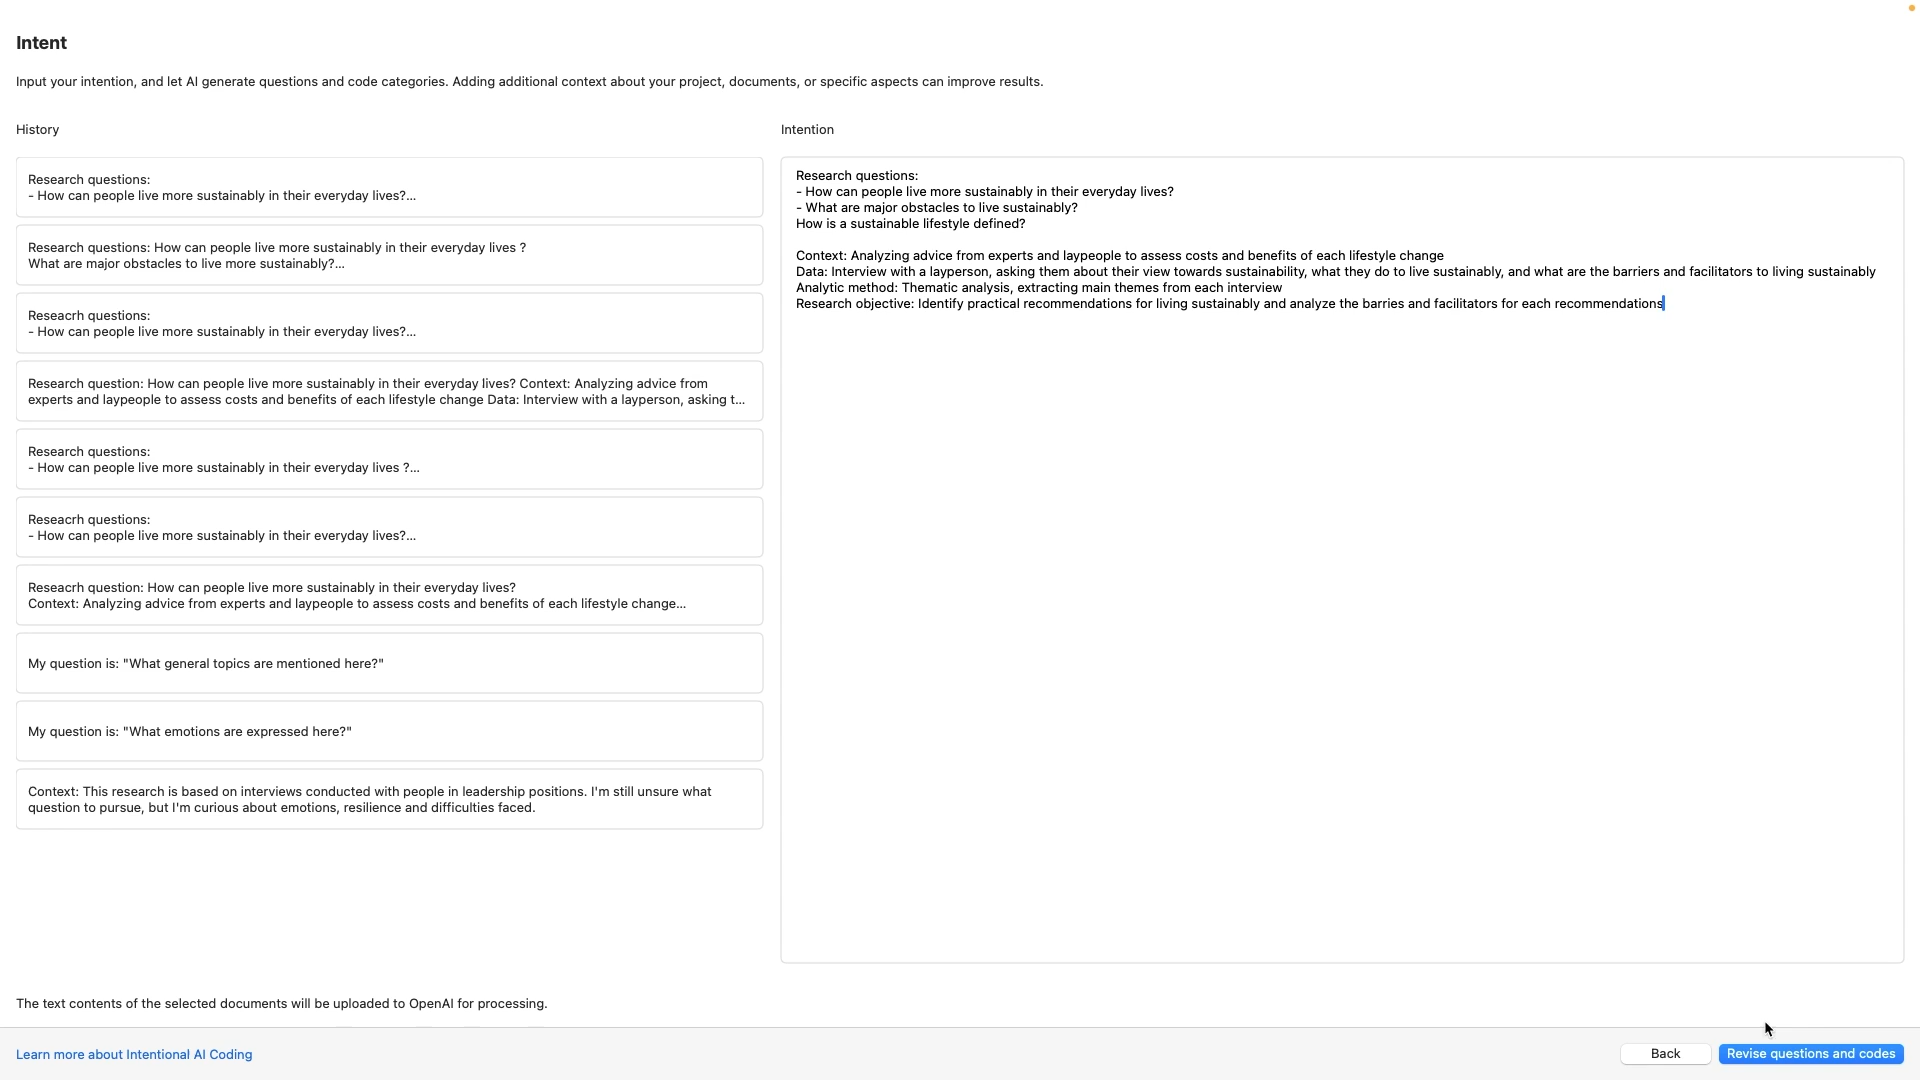 Intent
Input your intention, and let AI generate questions and code categories. Adding additional context about your project, documents, or specific aspects can improve results.
History
Research questions:
- How can people live more sustainably in their everyday lives?...
Research questions: How can people live more sustainably in their everyday lives ?
What are major obstacles to live more sustainably?...
Reseacrh questions:
- How can people live more sustainably in their everyday lives?...
Research question: How can people live more sustainably in their everyday lives? Context: Analyzing advice from
experts and laypeople to assess costs and benefits of each lifestyle change Data: Interview with a layperson, asking t...
Research questions:
- How can people live more sustainably in their everyday lives ?...
Reseacrh questions:
- How can people live more sustainably in their everyday lives?...
Reseacrh question: How can people live more sustainably in their everyday lives?
Context: Analyzing advice from experts and laypeople to assess costs and benefits of each lifestyle change...
My question is: "What general topics are mentioned here?"
My question is: "What emotions are expressed here?"
Context: This research is based on interviews conducted with people in leadership positions. I'm still unsure what
question to pursue, but I'm curious about emotions, resilience and difficulties faced.
Intention
Research questions:
- How can people live more sustainably in their everyday lives?
- What are major obstacles to live sustainably?
How is a sustainable lifestyle defined?
Context: Analyzing advice from experts and laypeople to assess costs and benefits of each lifestyle change
Data: Interview with a layperson, asking them about their view towards sustainability, what they do to live sustainably, and what are the barriers and facilitators to living sustainably
Analytic method: Thematic analysis, extracting main themes from each interview
Research objective: Identify practical recommendations for living sustainably and analyze the barries and facilitators for each recommendations
The text contents of the selected documents will be uploaded to OpenAI for processing.
Learn more about Intentional AI Coding
Back
Revise questions and codes